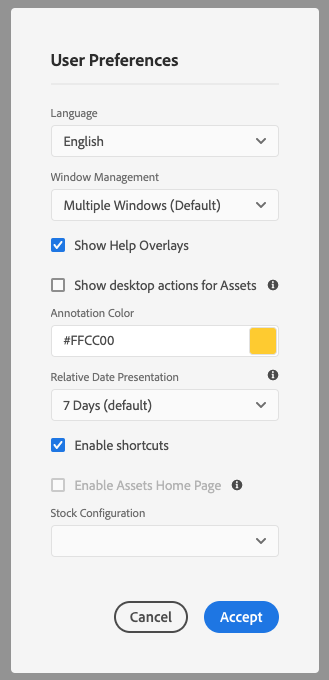 User Preferences
Language
English
Window Management
Multiple Windows (Default)
Show Help Overlays
Show desktop actions for Assets
Annotation Color
#FFCC00
Relative Date Presentation
7 Days (default)
Enable shortcuts
Enable Assets Home Page
Stock Configuration
Cancel Accept